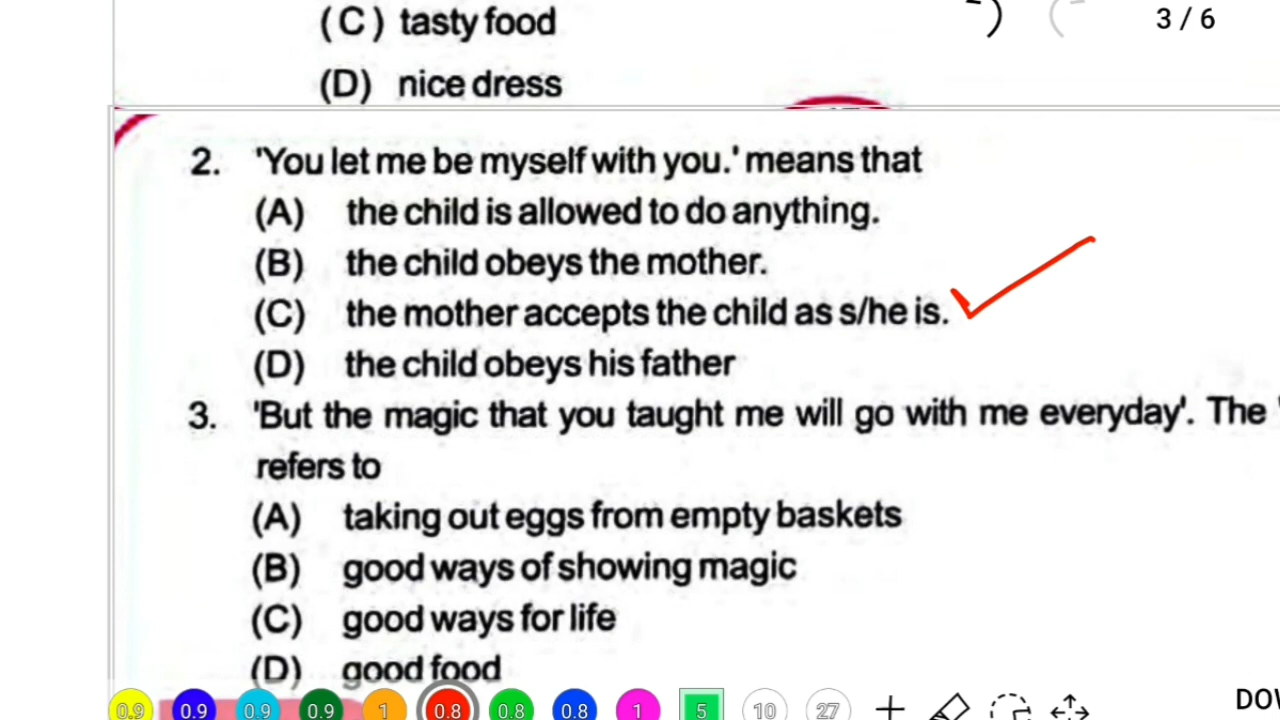 (C) tasty food
3 / 6
(D) nice dress
2. 'You let me be myself with you.' means that
(A) the child is allowed to do anything.
(B) the child obeys the mother.
(C) the mother accepts the child as s/he is.
(D) the child obeys his father
3. 'But the magic that you taught me will go with me everyday'. The '
refers to
(A) taking out eggs from empty baskets
(B) good ways of showing magic
(C) good ways for life
(D) good food
0.9 0.9 0.9 0.9 1 0.8 0.8 0.8 1 5 10 27